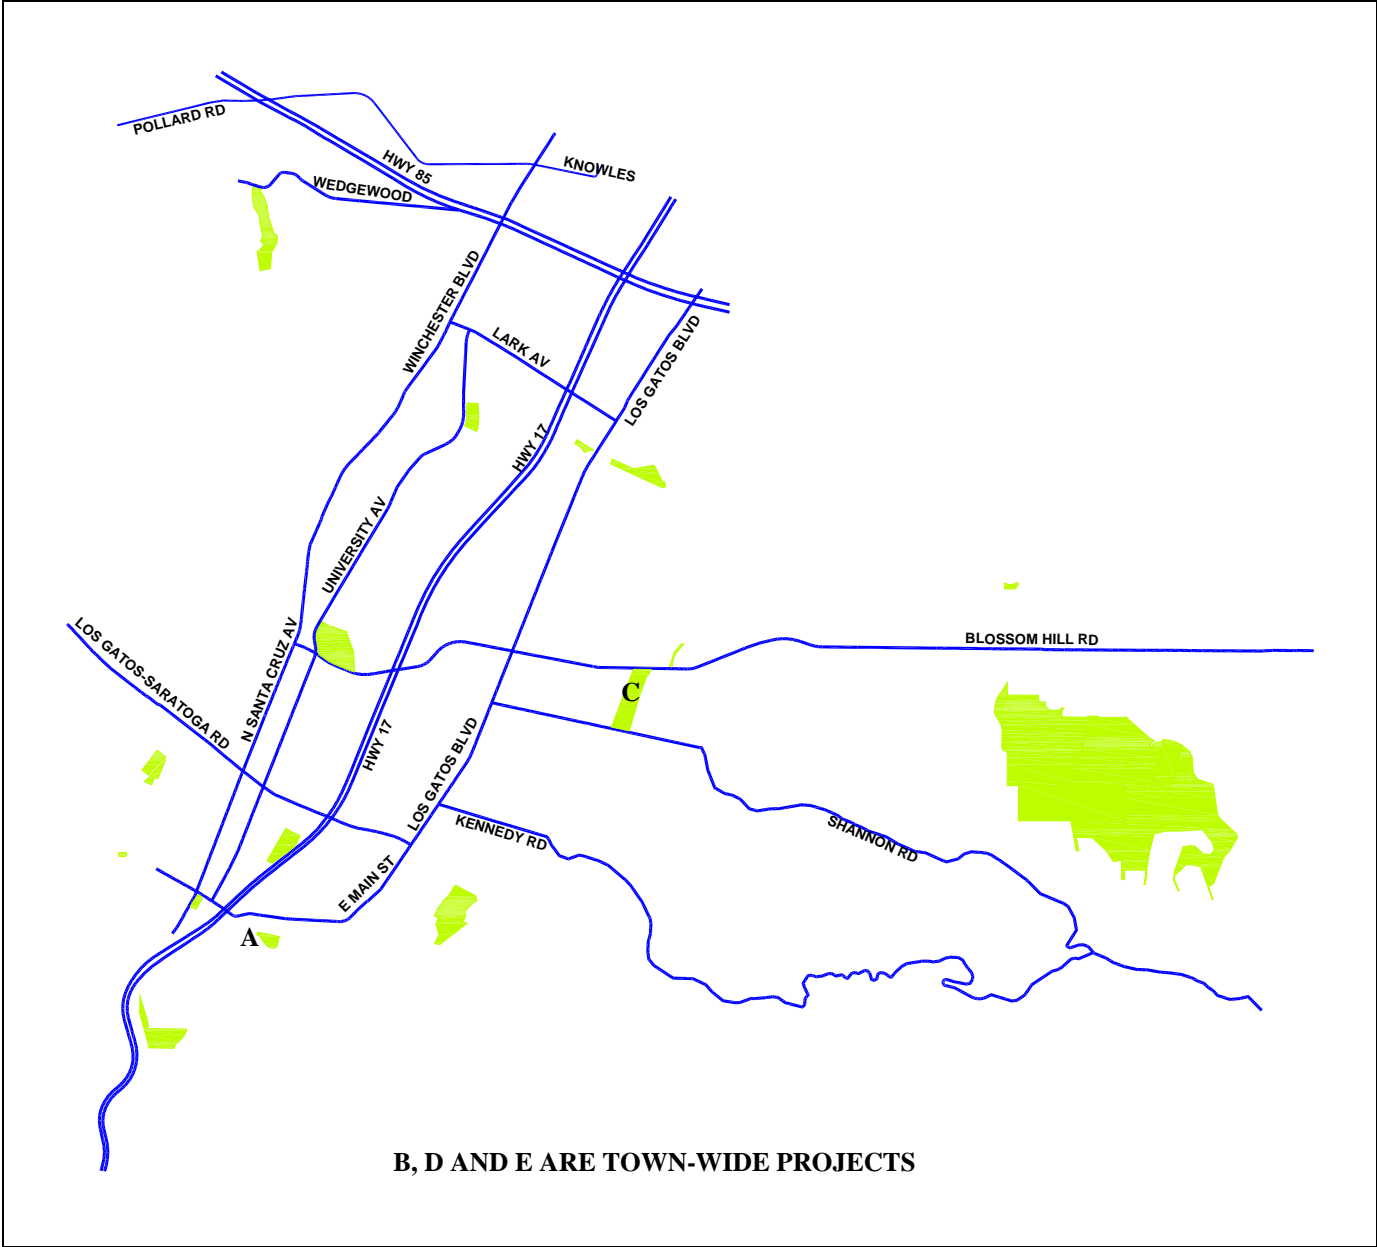 POLLARD RD
HWY 85
KNOWLES
WEDGEWOOD
WINCHESTER BLVD
LARK AV
LOS GATOS BLVD
HWY 17
UNIVERSITY AV
LOS GATOS-SARATOGA RD
N SANTA CRUZ AV
BLOSSOM HILL RD
C
HWY 17
LOS GATOS BLVD
KENNEDY RD
SHANNON RD
E MAIN ST
A
B, D AND E ARE TOWN-WIDE PROJECTS